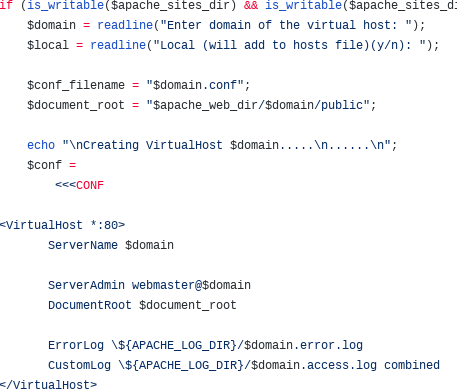 if (is_writable($apache_sites_dir) && is_writable($apache_sites_di
$domain = readline("Enter domain of the virtual host: ");
$local = readline("Local (will add to hosts file)(y/n): ");
$conf_filename = "$domain.conf";
$document_root = "$apache_web_dir/$domain/public";
echo "\nCreating VirtualHost $domain.....\n......\n";
$conf =
<<<CONF
<VirtualHost *:80>
ServerName $domain
ServerAdmin webmaster@$domain
DocumentRoot $document_root
ErrorLog \${APACHE_LOG_DIR}/$domain.error.log
CustomLog \${APACHE_LOG_DIR}/$domain.access.log combined
</VirtualHost>